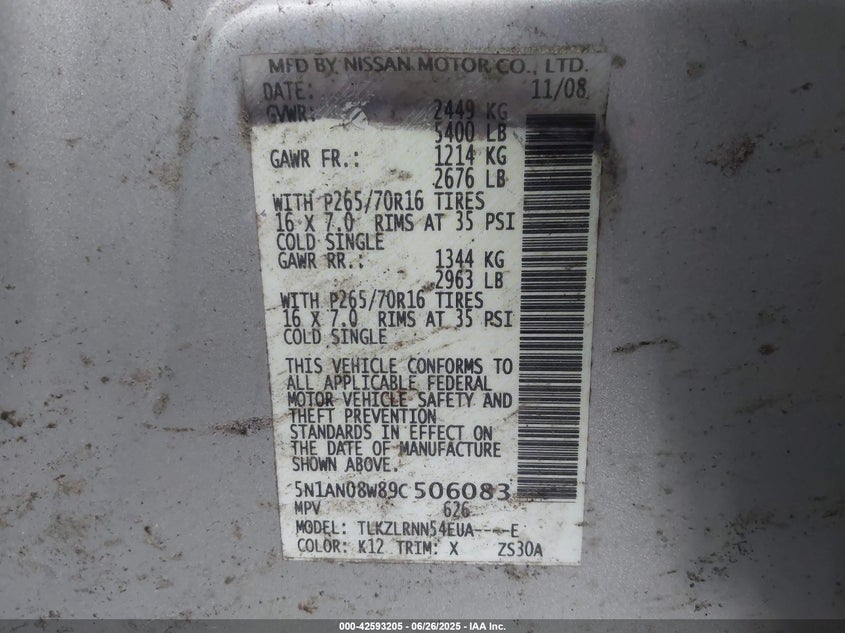 MFD BY NISSAN MOTOR CO., LTD.
DATE: 11/08
GVWR: 2449 KG
5400 LB
GAWR FR.: 1214 KG
2676 LB
WITH P265/70R16 TIRES
16 X 7.0 RIMS AT 35 PSI
COLD SINGLE
GAWR RR.: 1344 KG
2963 LB
WITH P265/70R16 TIRES
16 X 7.0 RIMS AT 35 PSI
COLD SINGLE
THIS VEHICLE CONFORMS TO
ALL APPLICABLE FEDERAL
MOTOR VEHICLE SAFETY AND
THEFT PREVENTION
STANDARDS IN EFFECT ON
THE DATE OF MANUFACTURE
SHOWN ABOVE.
5N1AN08W89C 506083
MPV 626
MODEL: TLKZLRNN54EUA----E
COLOR: K12 TRIM: X ZS30A
000-42593205 - 06/26/2025 - IAA Inc.